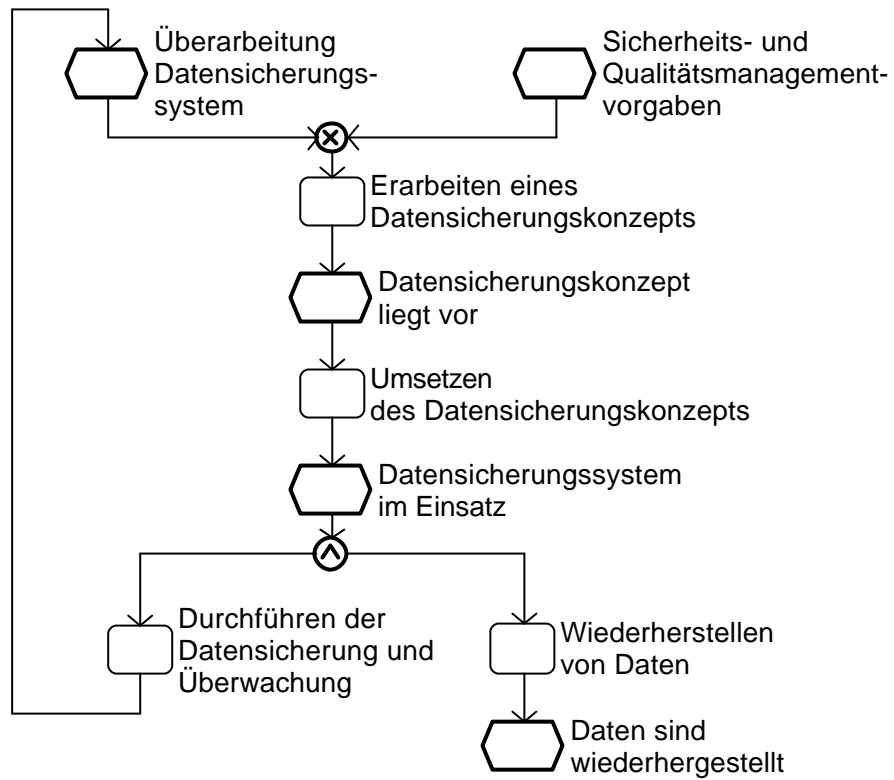 Überarbeitung
Datensicherungs-
system
Sicherheits- und
Qualitätsmanagement-
vorgaben
Erarbeiten eines
Datensicherungskonzepts
Datensicherungskonzept
liegt vor
Umsetzen
des Datensicherungskonzepts
Datensicherungssystem
im Einsatz
Durchführen der
Datensicherung und
Überwachung
Wiederherstellen
von Daten
Daten sind
wiederhergestellt